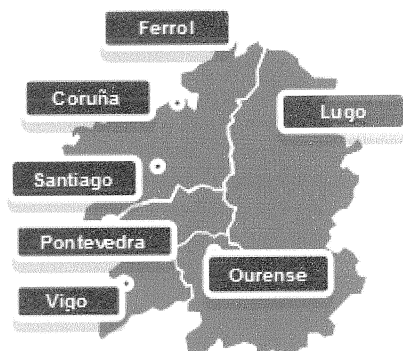 Ferrol
Coruña
Lugo
Santiago
Pontevedra
Ourense
Vigo